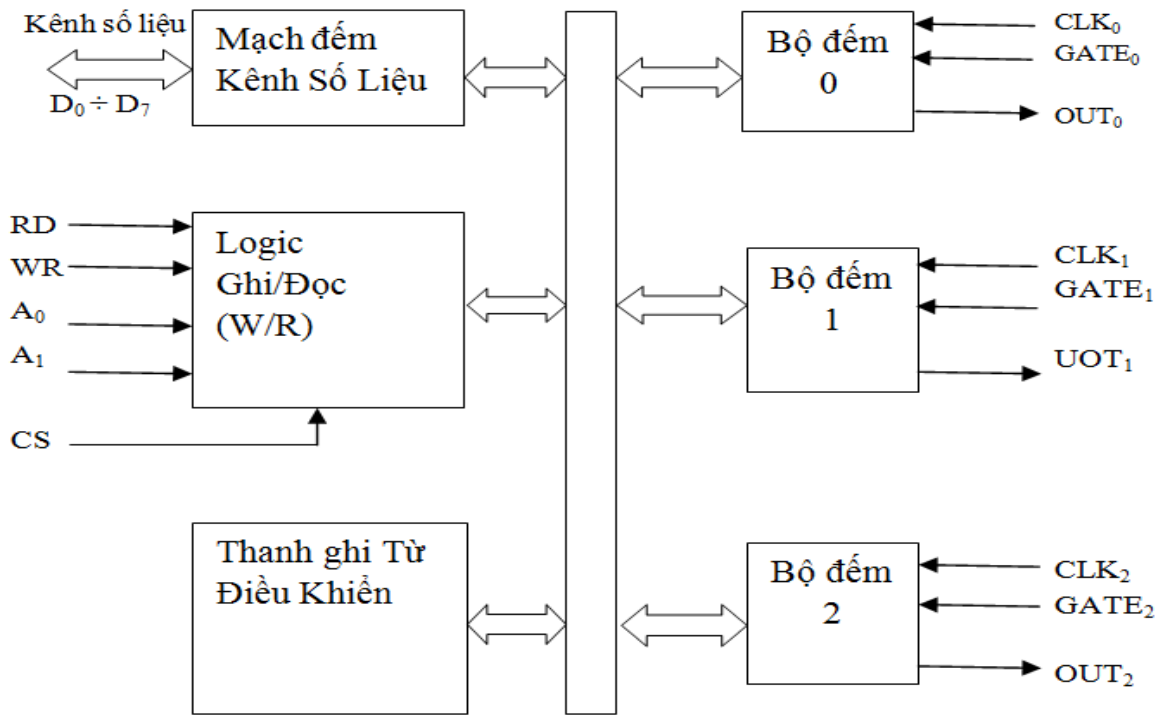 Kênh số liệu
D₀ ÷ D₇
Mạch đếm
Kênh Số Liệu
Bộ đếm
0
CLK₀
GATE₀
OUT₀
RD
WR
A₀
A₁
CS
Logic
Ghi/Đọc
(W/R)
Bộ đếm
1
CLK₁
GATE₁
UOT₁
Thanh ghi Từ
Điều Khiển
Bộ đếm
2
CLK₂
GATE₂
OUT₂